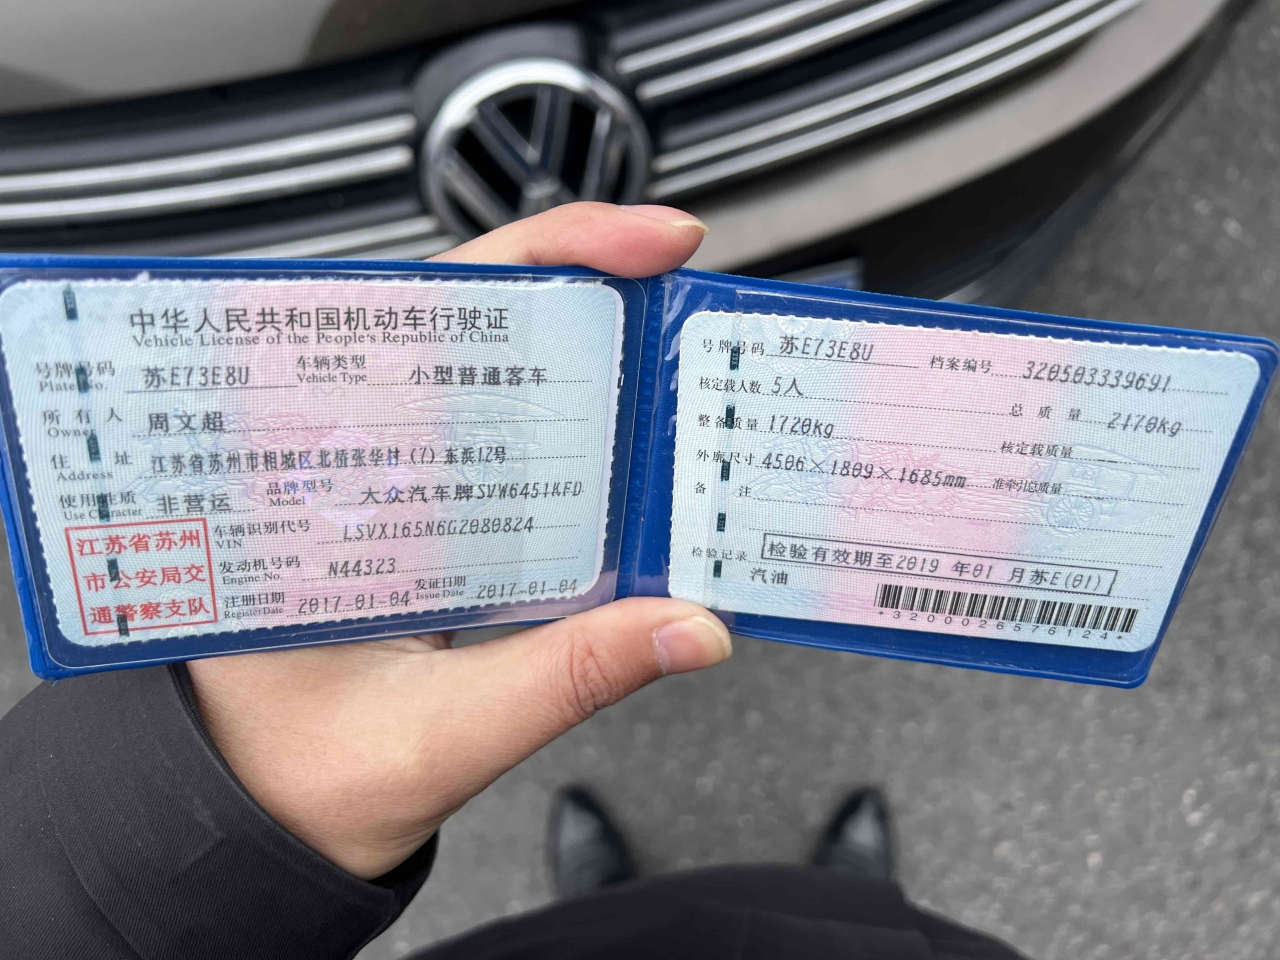 中华人民共和国机动车行驶证
Vehicle License of the People's Republic of China
号牌号码 苏E73E8U 车辆类型 小型普通客车
Plate No. Vehicle Type
所有人 周文超
Owner
住址 江苏省苏州市相城区北桥张华村(7)东浜12号
Address
使用性质 非营运 品牌型号 大众汽车牌SVW6451KFD
Use Character Model
江苏省苏州
市公安局交
通警察支队
车辆识别代号 LSVX165N6G2080824
VIN
发动机号码 N44323
Engine No.
注册日期 2017-01-04 发证日期 2017-01-04
Register Date Issue Date
号牌号码 苏E73E8U 档案编号 320503339691
核定载人数 5人 总质量 2170kg
整备质量 1720kg 核定载质量
外廓尺寸 4506×1809×1685mm 准牵引总质量
备注
检验记录 检验有效期至2019年01月苏E(01)
汽油
*3200026576124*